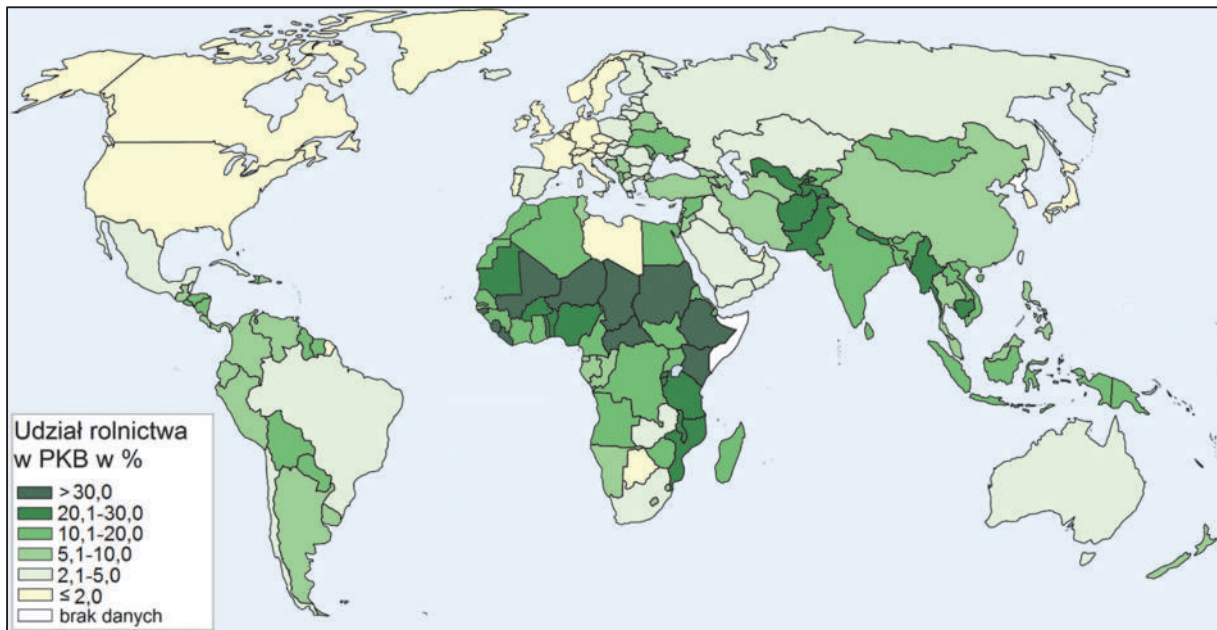 Udział rolnictwa
w PKB w %
> 30,0
20,1-30,0
10,1-20,0
5,1-10,0
2,1-5,0
≤ 2,0
brak danych